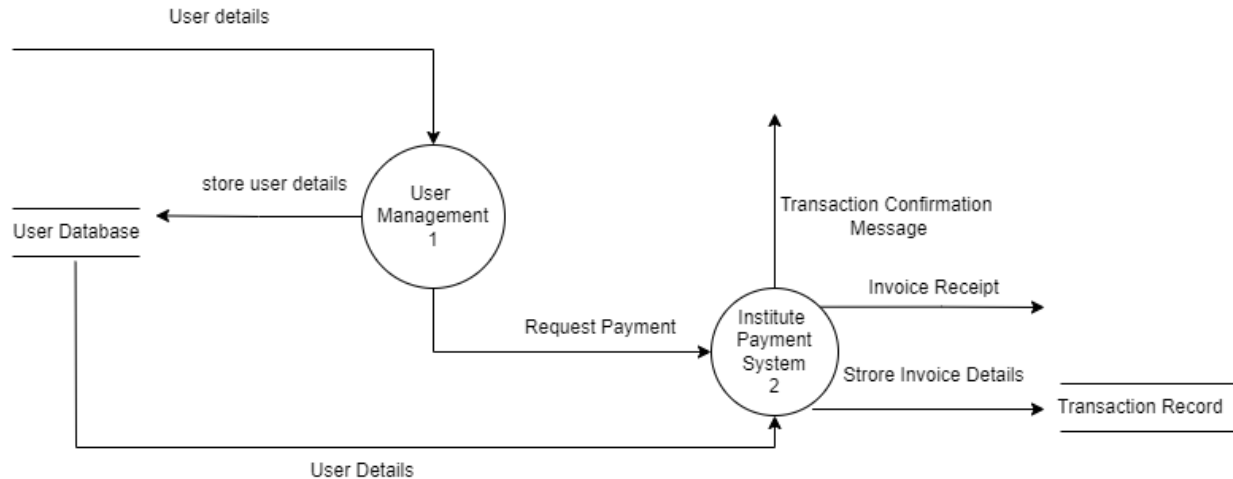 User details
store user details
User
Management
1
User Database
Transaction Confirmation
Message
Invoice Receipt
Request Payment
Institute
Payment
System
2
Strore Invoice Details
Transaction Record
User Details